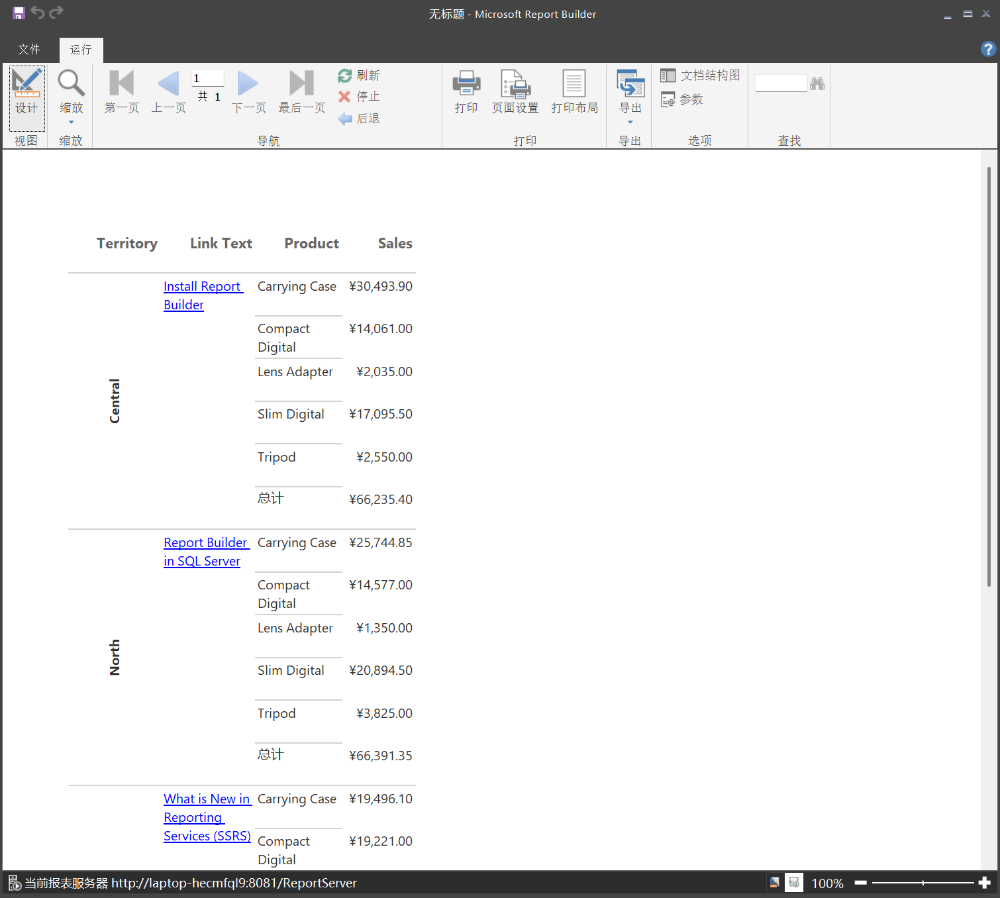 无标题 - Microsoft Report Builder
文件
运行
设计
视图
缩放
缩放
第一页
上一页
1
共 1
下一页
最后一页
刷新
停止
后退
导航
打印
页面设置
打印布局
打印
导出
导出
文档结构图
参数
选项
查找
Territory Link Text Product Sales
Central
Install Report
Builder
Carrying Case ¥30,493.90
Compact
Digital
¥14,061.00
Lens Adapter ¥2,035.00
Slim Digital ¥17,095.50
Tripod ¥2,550.00
总计 ¥66,235.40
North
Report Builder
in SQL Server
Carrying Case ¥25,744.85
Compact
Digital
¥14,577.00
Lens Adapter ¥1,350.00
Slim Digital ¥20,894.50
Tripod ¥3,825.00
总计 ¥66,391.35
What is New in
Reporting
Services (SSRS)
Carrying Case ¥19,496.10
Compact
Digital
¥19,221.00
当前报表服务器 http://laptop-hecmfql9:8081/ReportServer
100%